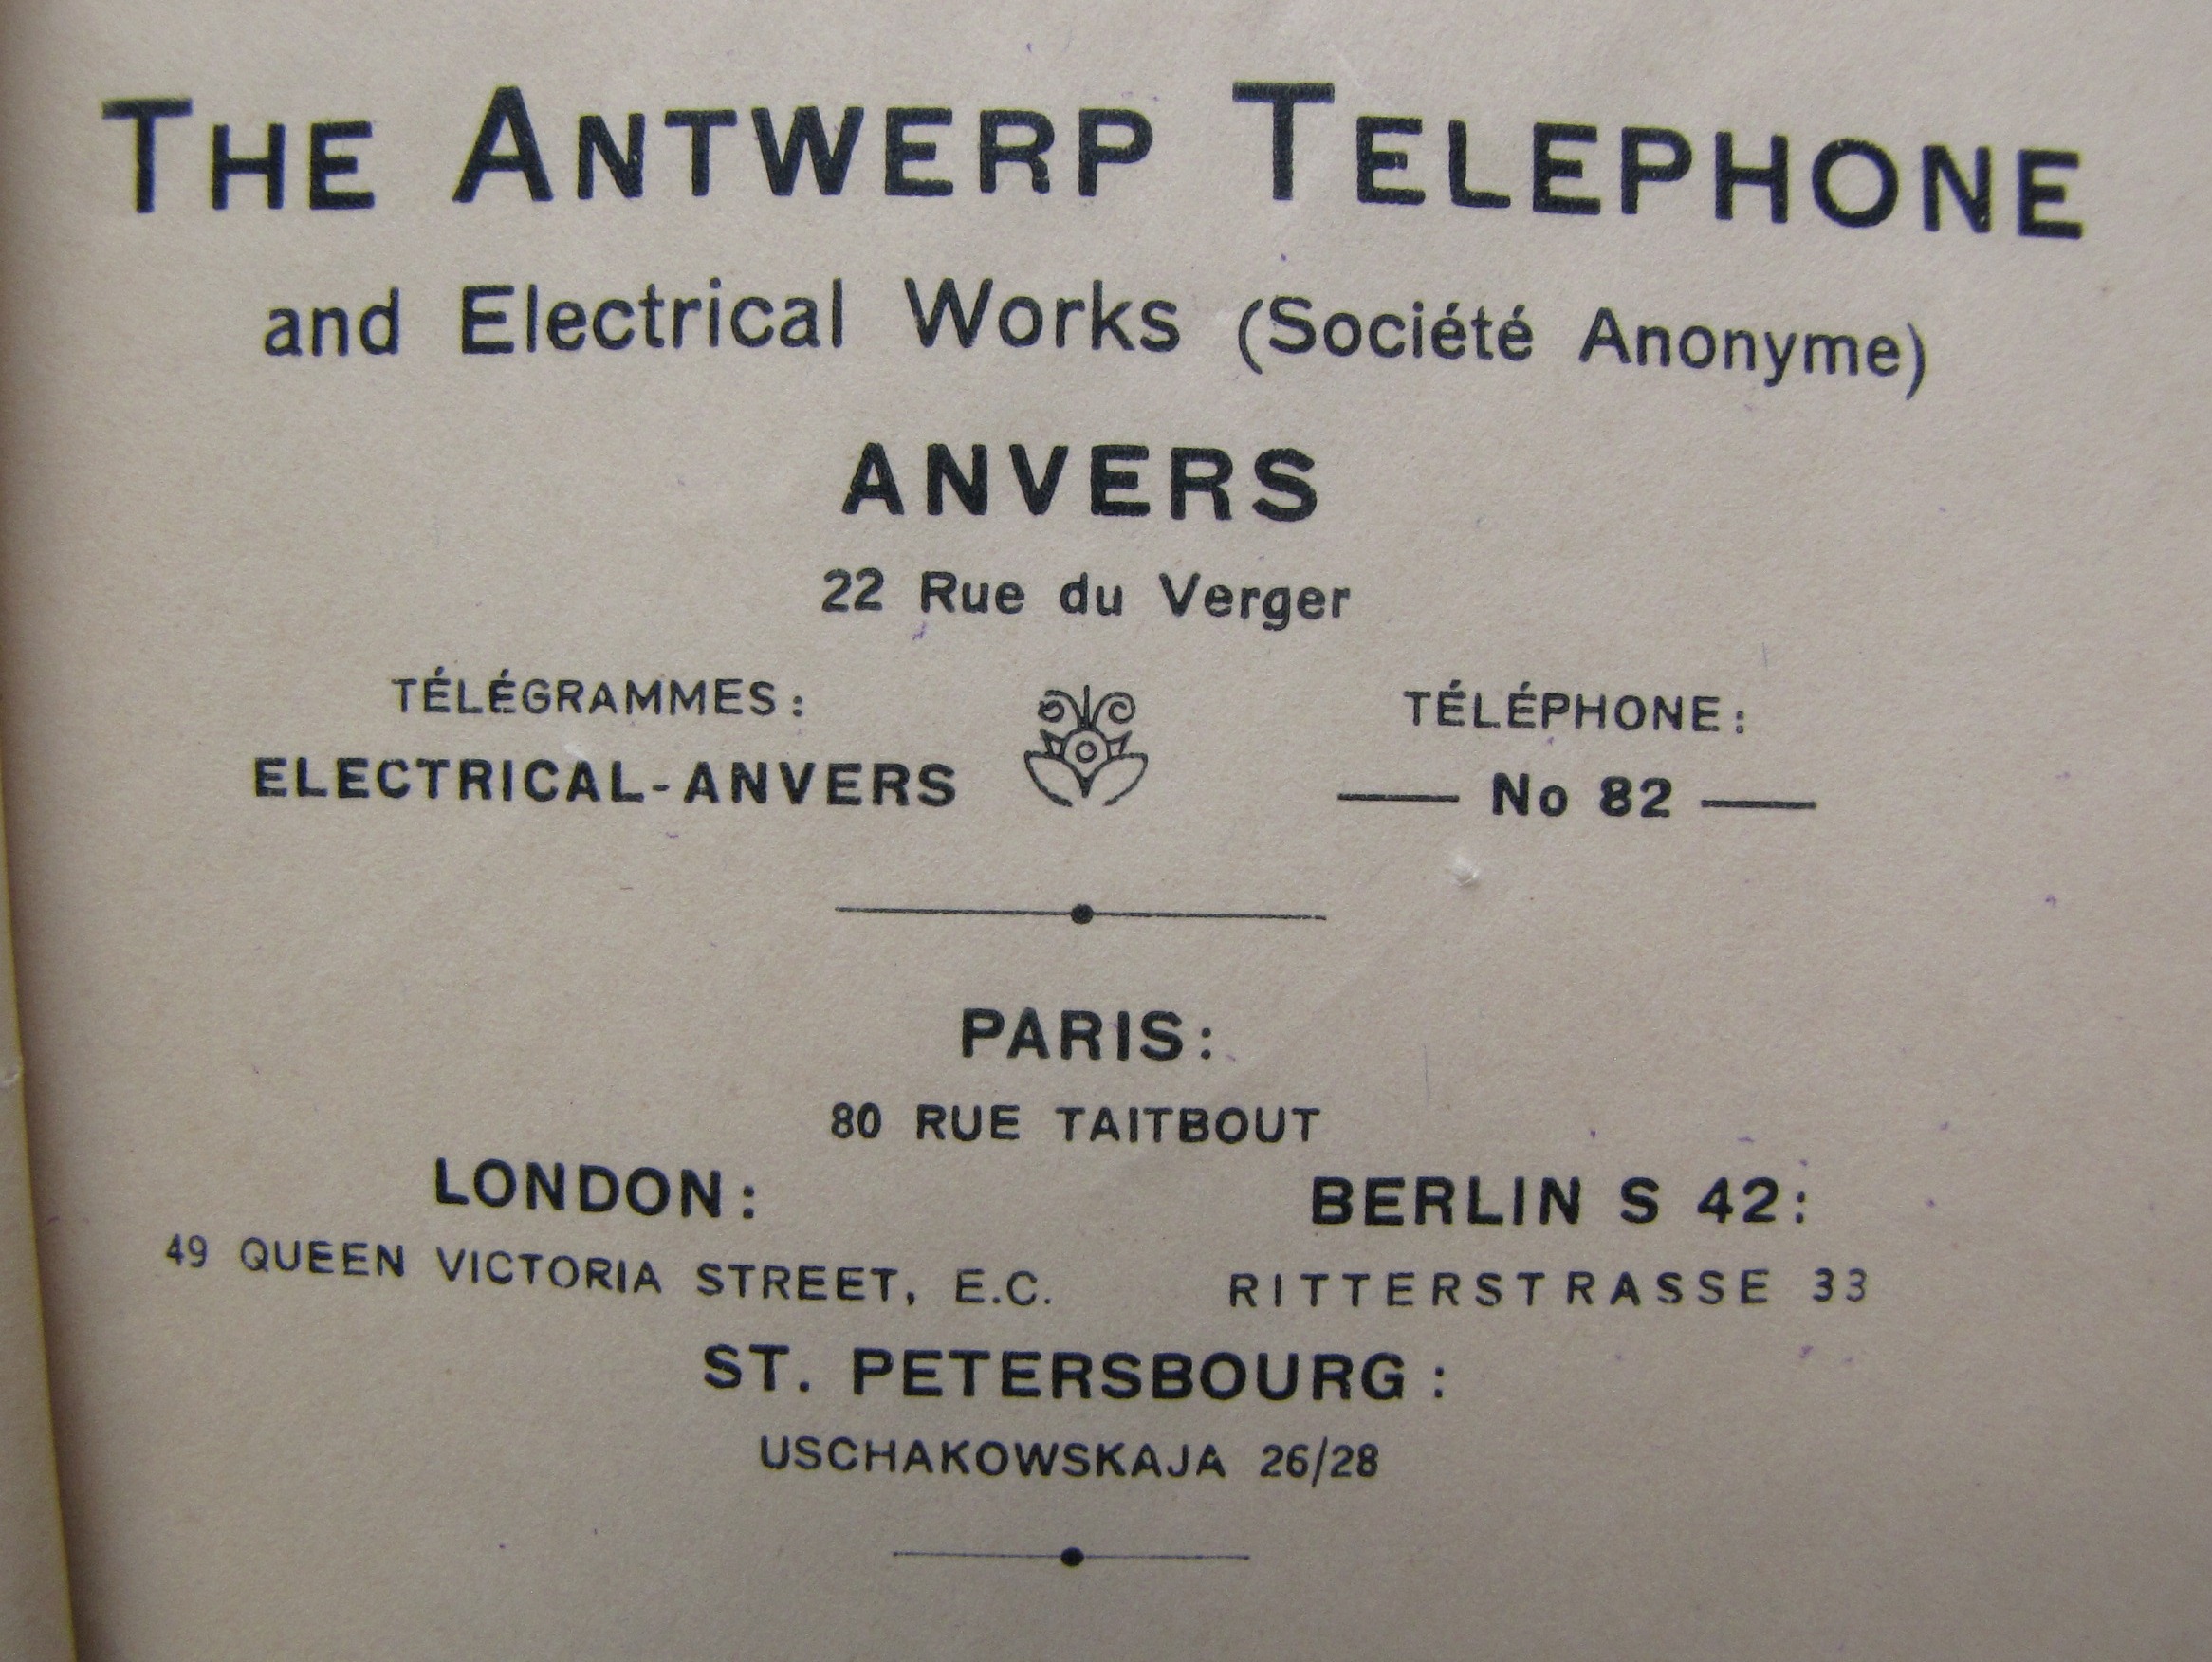 THE ANTWERP TELEPHONE
and Electrical Works (Société Anonyme)
ANVERS
22 Rue du Verger
TÉLÉGRAMMES:
ELECTRICAL-ANVERS
TÉLÉPHONE:
No 82
PARIS:
80 RUE TAITBOUT
LONDON:
49 QUEEN VICTORIA STREET, E.C.
BERLIN S 42:
RITTERSTRASSE 33
ST. PETERSBOURG:
USCHAKOWSKAJA 26/28